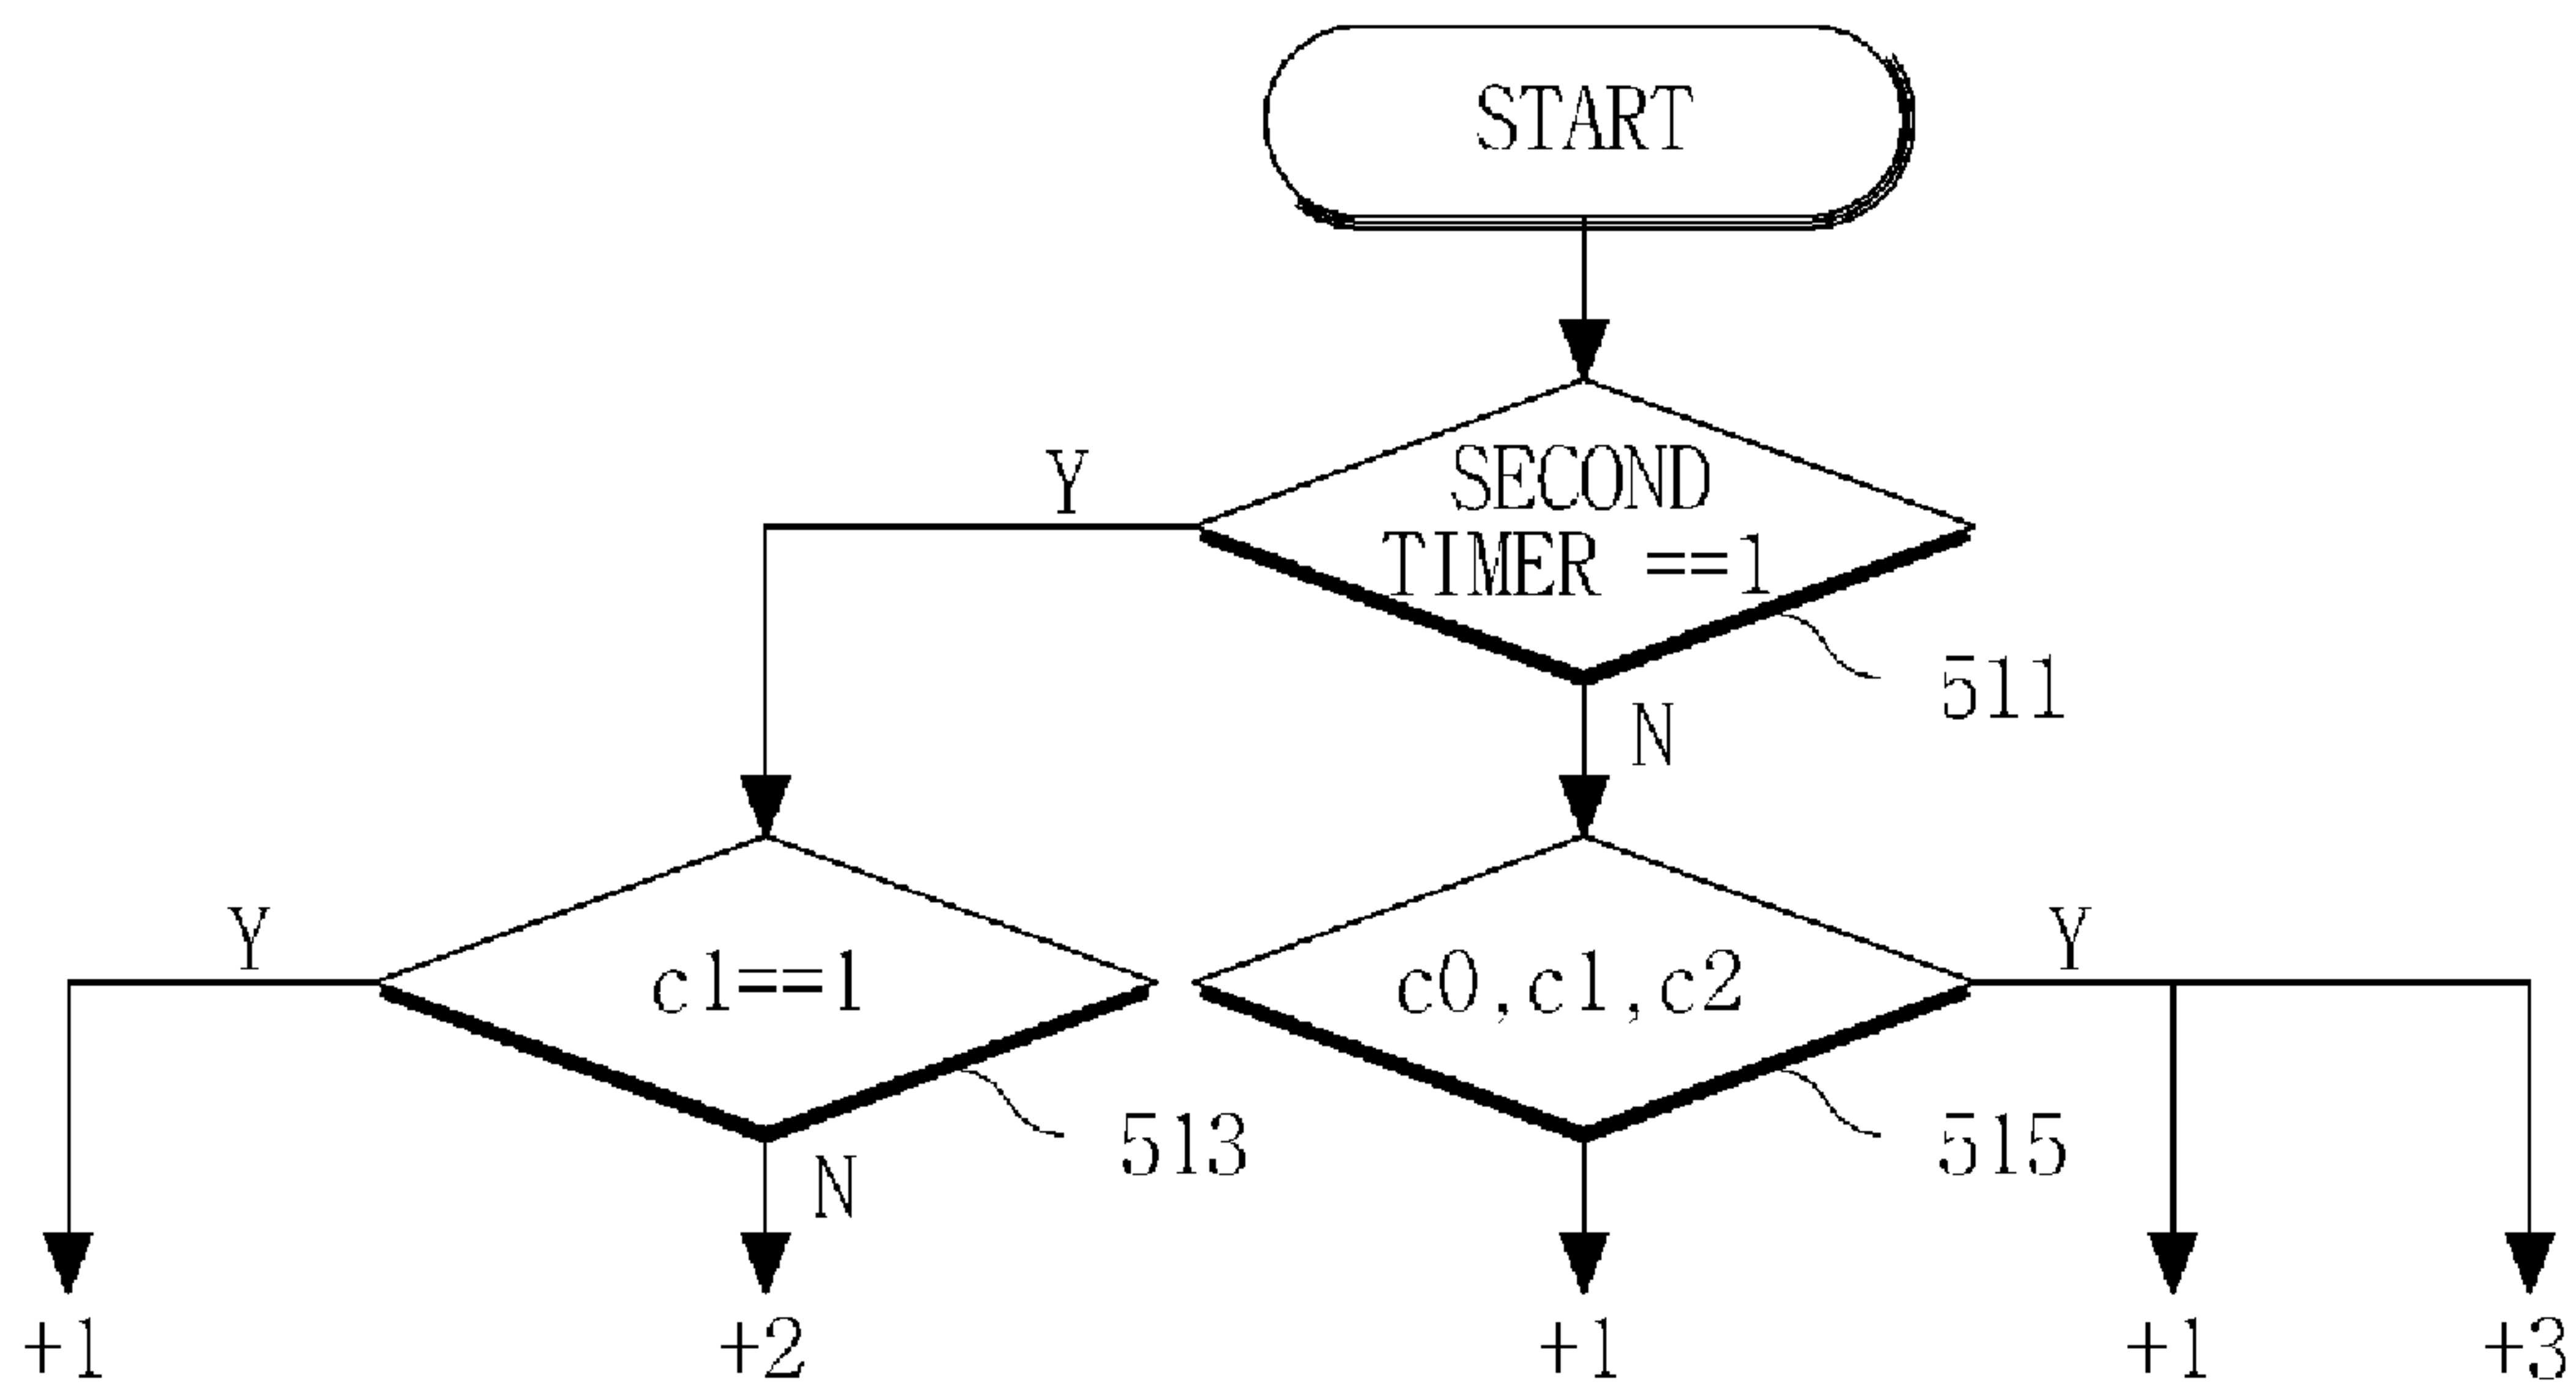 START
Y
SECOND
TIMER ==1
511
N
Y
c1==1
c0,c1,c2
Y
513
515
N
+1
+2
+1
+1
+3